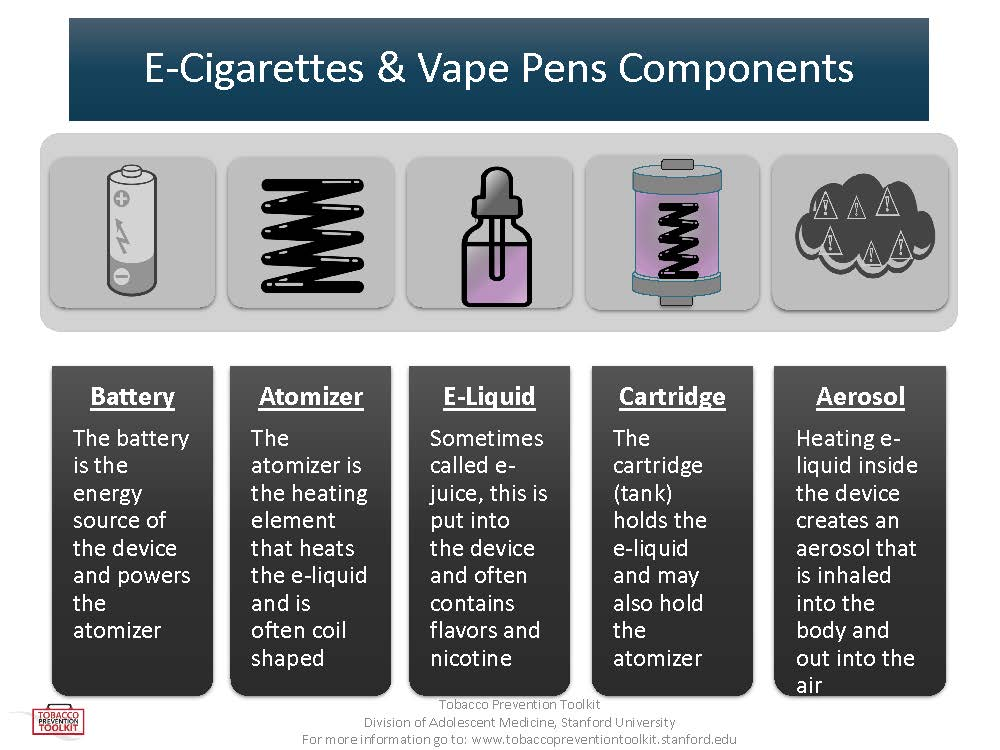 E-Cigarettes & Vape Pens Components
Battery
The battery
is the
energy
source of
the device
and powers
the
atomizer
Atomizer
The
atomizer is
the heating
element
that heats
the e-liquid
and is
often coil
shaped
E-Liquid
Sometimes
called e-
juice, this is
put into
the device
and often
contains
flavors and
nicotine
Cartridge
The
cartridge
(tank)
holds the
e-liquid
and may
also hold
the
atomizer
Aerosol
Heating e-
liquid inside
the device
creates an
aerosol that
is inhaled
into the
body and
out into the
air
TOBACCO
PREVENTION
TOOLKIT
Tobacco Prevention Toolkit
Division of Adolescent Medicine, Stanford University
For more information go to: www.tobaccopreventiontoolkit.stanford.edu